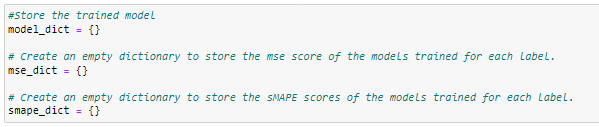 #Store the trained model
model_dict = {}
# Create an empty dictionary to store the mse score of the models trained for each label.
mse_dict = {}
# Create an empty dictionary to store the sMAPE scores of the models trained for each label.
smape_dict = {}